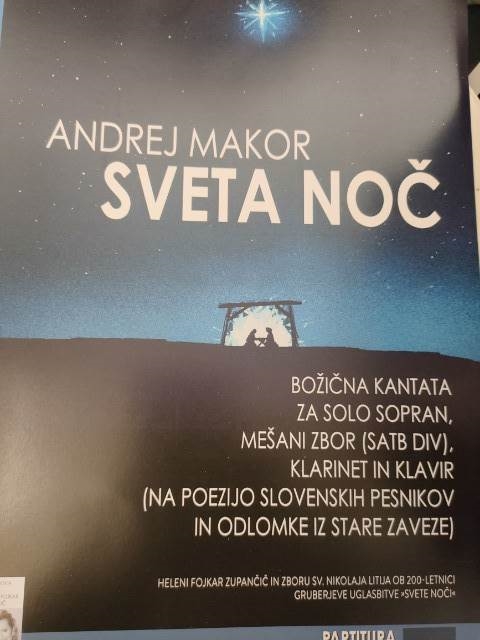 ANDREJ MAKOR
SVETA NOČ
BOŽIČNA KANTATA
ZA SOLO SOPRAN,
MEŠANI ZBOR (SATB DIV),
KLARINET IN KLAVIR
(NA POEZIJO SLOVENSKIH PESNIKOV
IN ODLOMKE IZ STARE ZAVEZE)
HELENI FOJKAR ZUPANČIČ IN ZBORU SV. NIKOLAJA LITIJA OB 200-LETNICI
GRUBERJEVE UGLASBITVE »SVETE NOČI«
PARTITURA